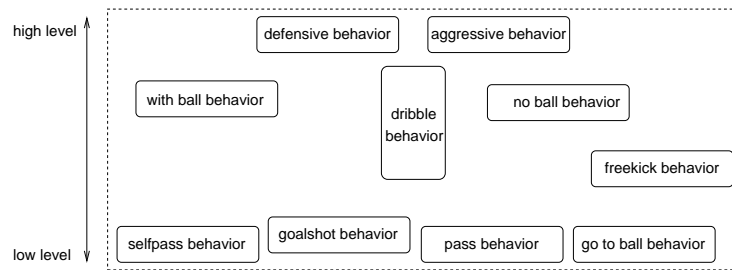 high level
defensive behavior
aggressive behavior
with ball behavior
dribble
behavior
no ball behavior
freekick behavior
low level
selfpass behavior
goalshot behavior
pass behavior
go to ball behavior